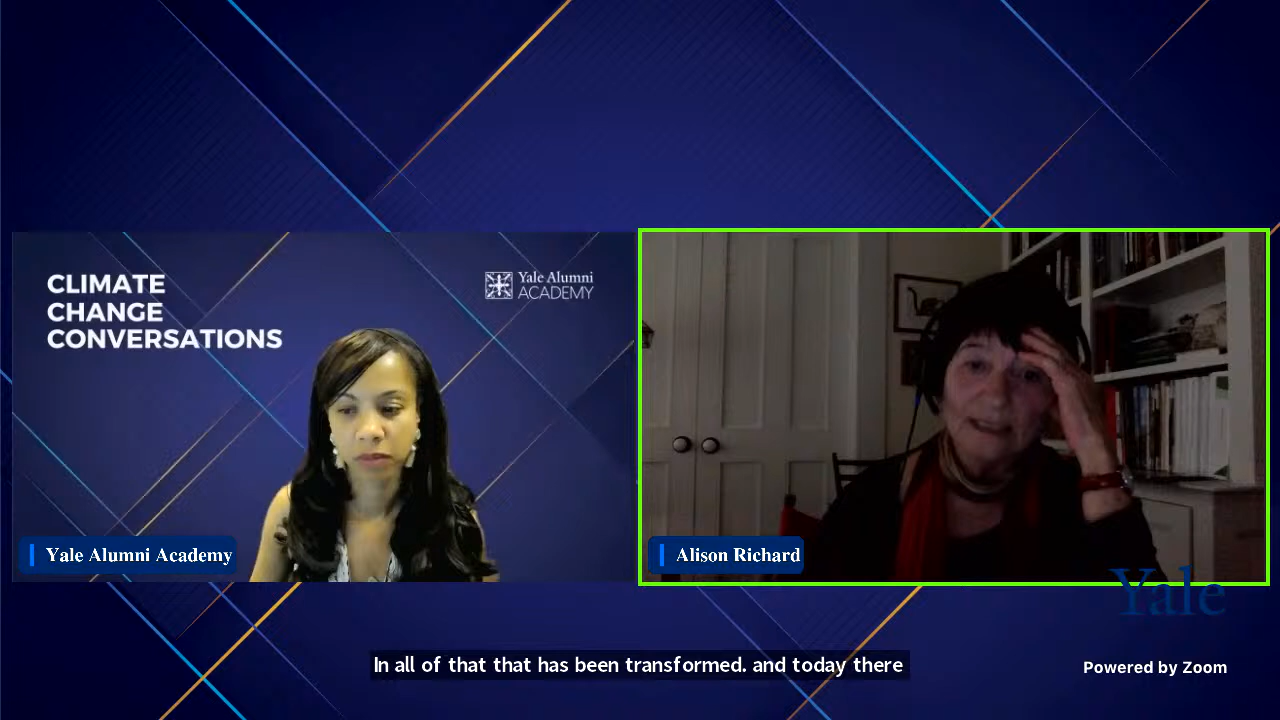 CLIMATE
CHANGE
CONVERSATIONS
Yale Alumni
ACADEMY
Yale Alumni Academy
Alison Richard
Yale
In all of that that has been transformed. and today there
Powered by Zoom